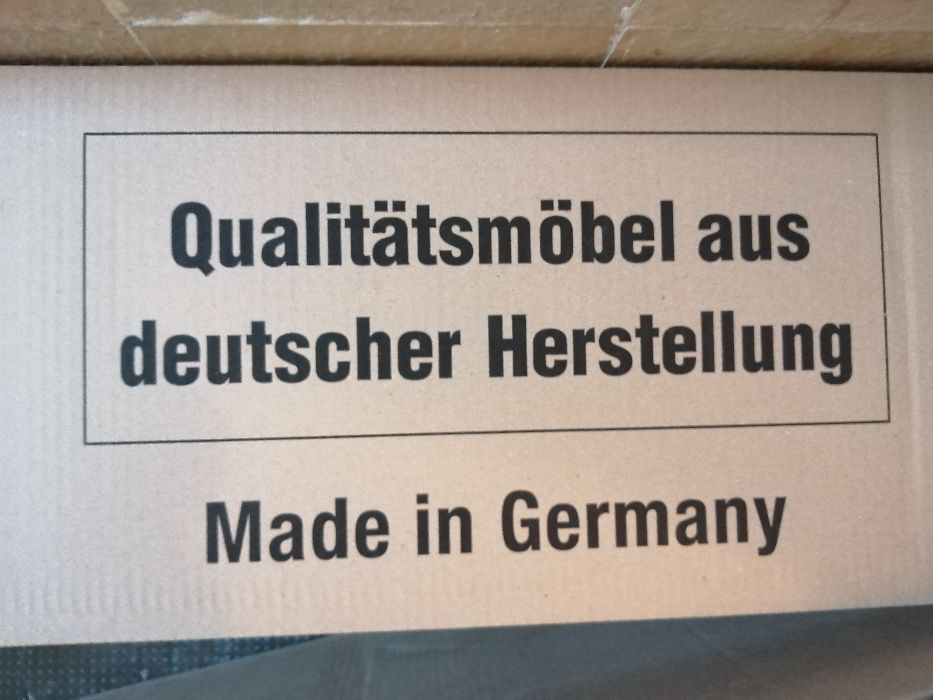 Qualitätsmöbel aus
deutscher Herstellung
Made in Germany